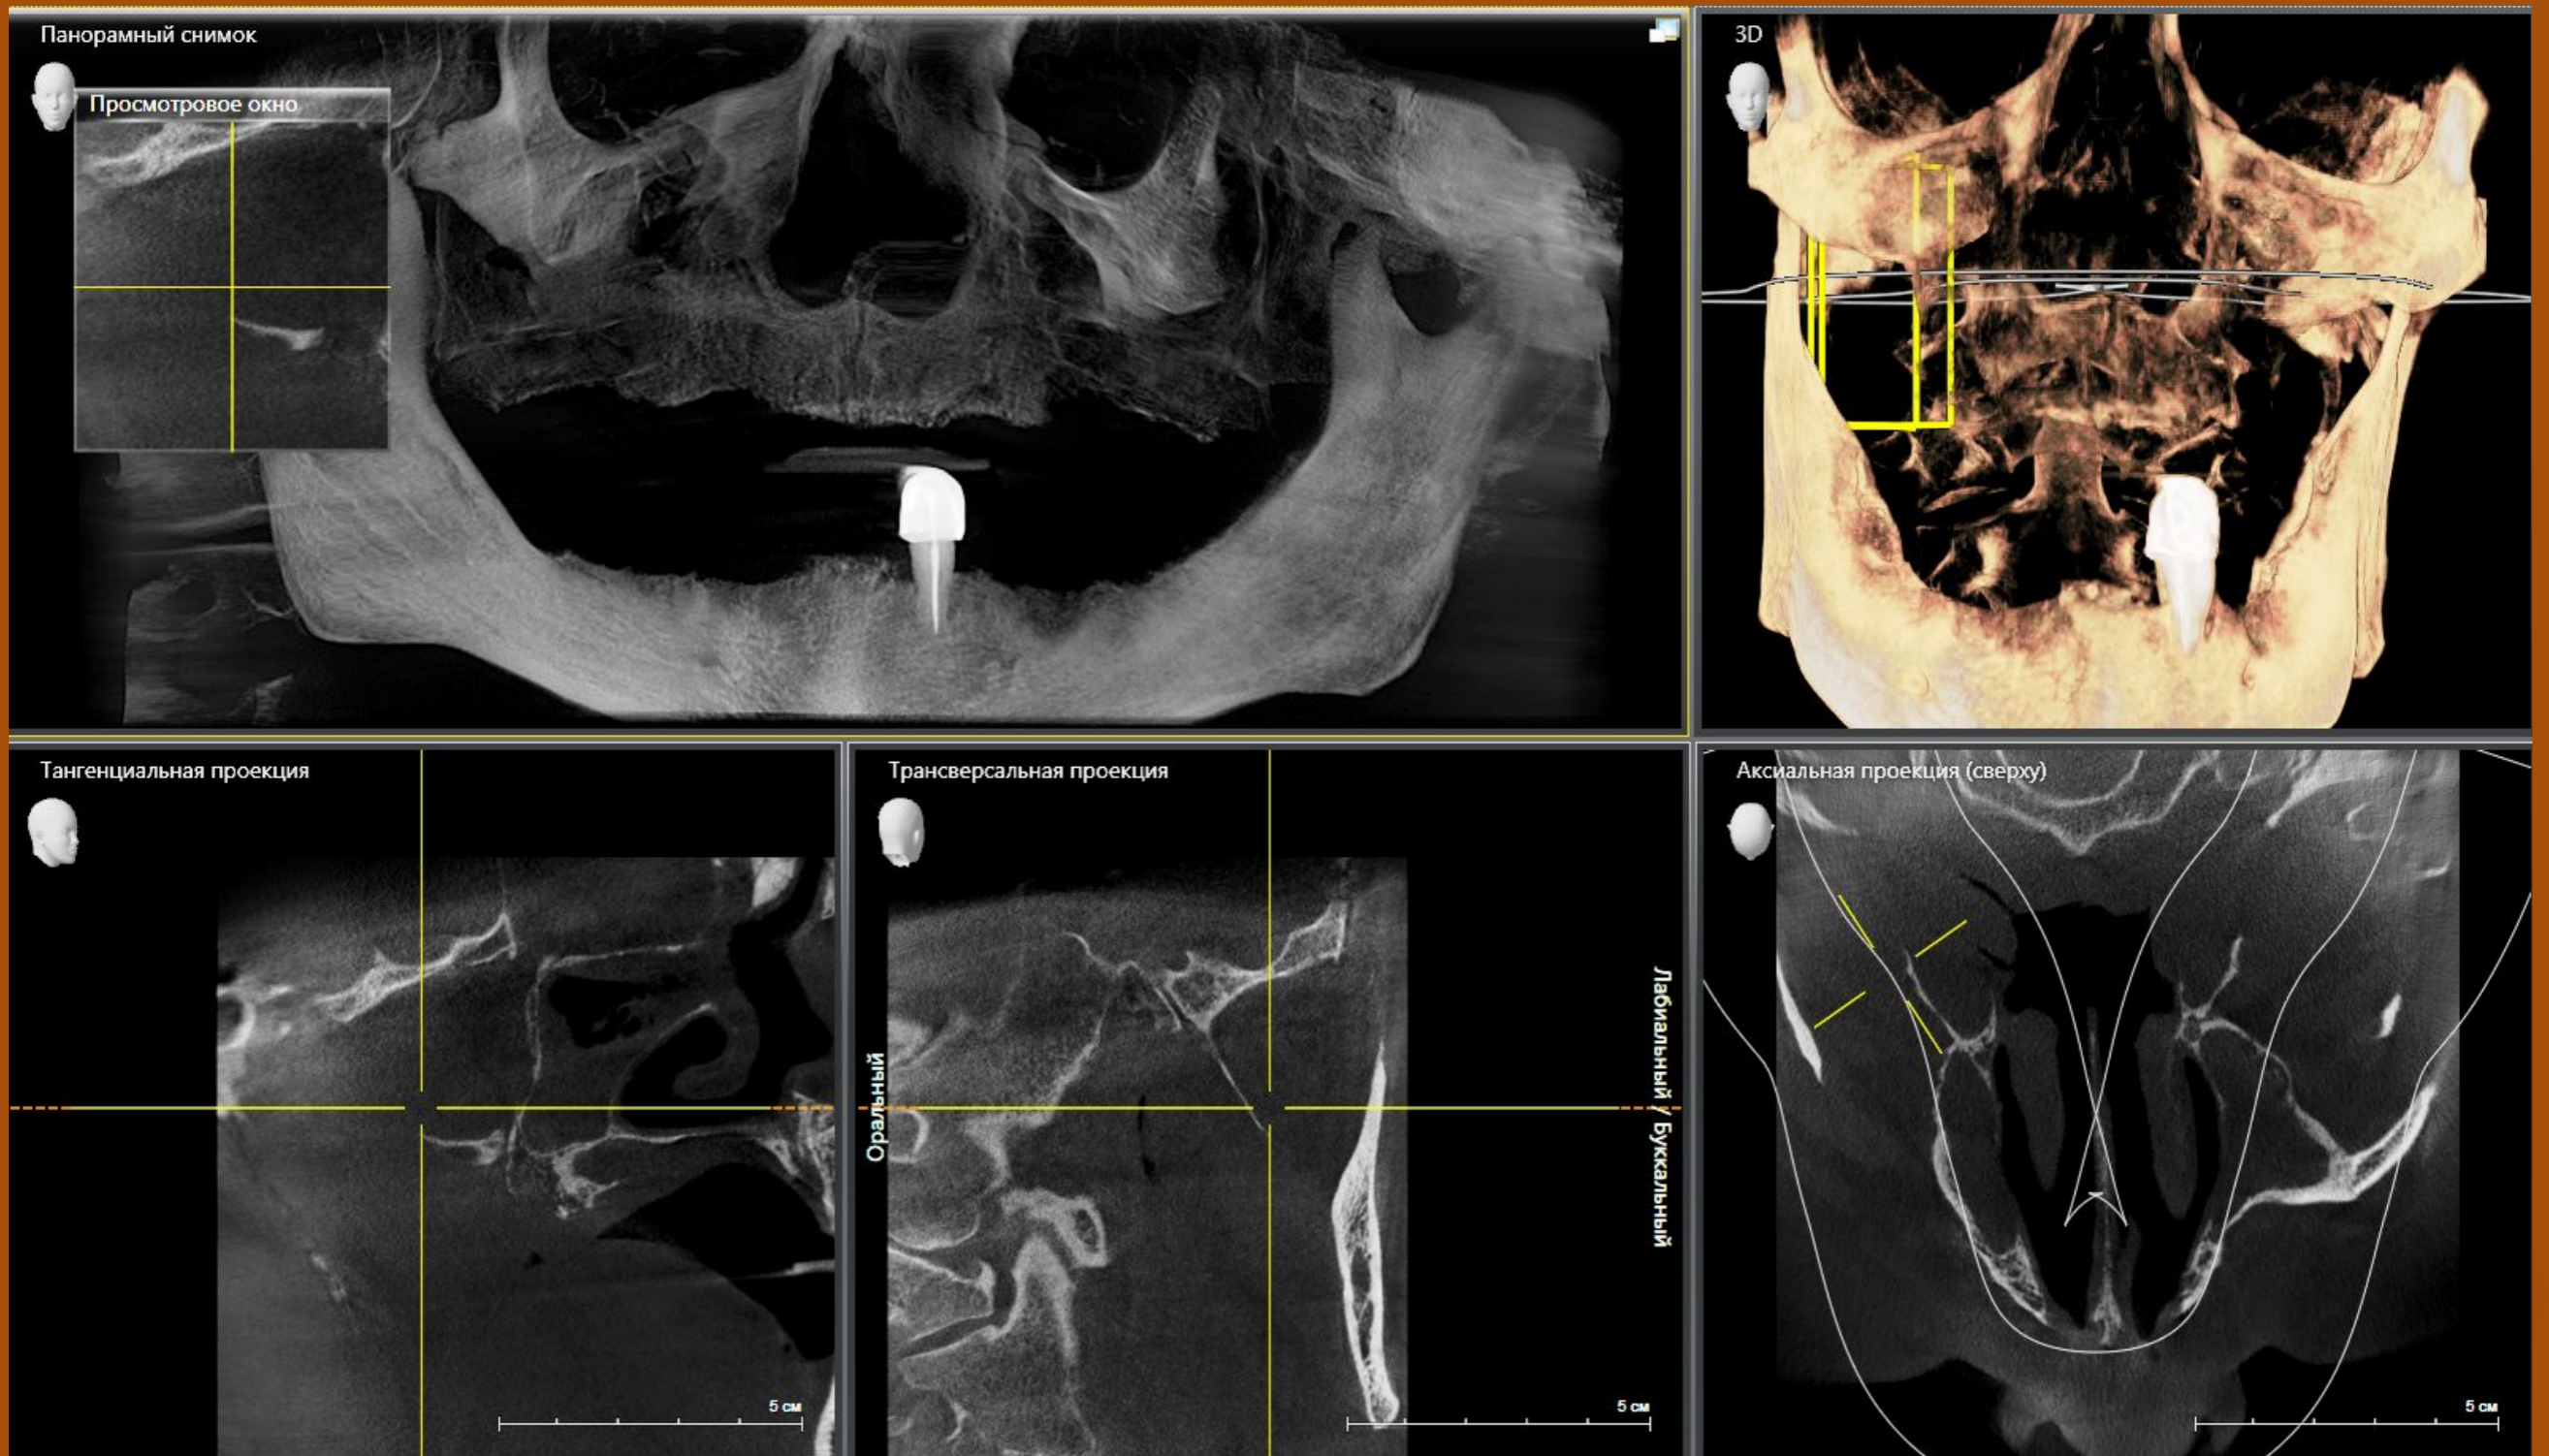 Панорамный снимок
Просмотровое окно
3D
Тангенциальная проекция
5 см
Трансверсальная проекция
Оральный
Лабиальный / Буккальный
5 см
Аксиальная проекция (сверху)
5 см